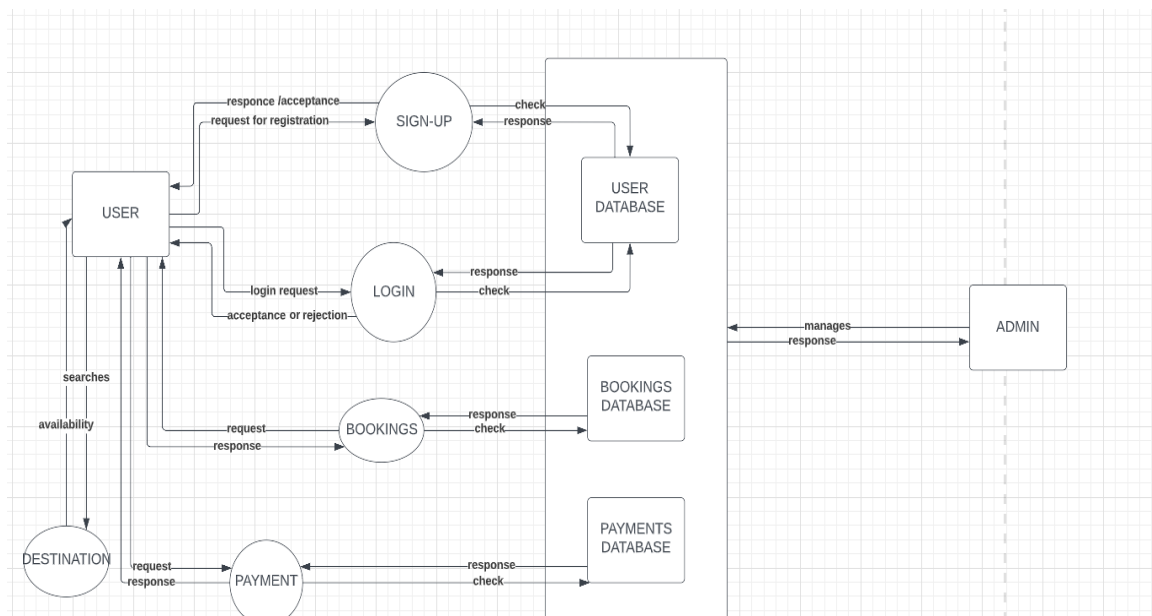 responce /acceptance
check
request for registration
SIGN-UP
response
USER
DATABASE
USER
response
login request
LOGIN
check
acceptance or rejection
manages
ADMIN
response
searches
BOOKINGS
DATABASE
availability
request
BOOKINGS
response
check
response
PAYMENTS
DATABASE
DESTINATION
request
response
response
PAYMENT
check